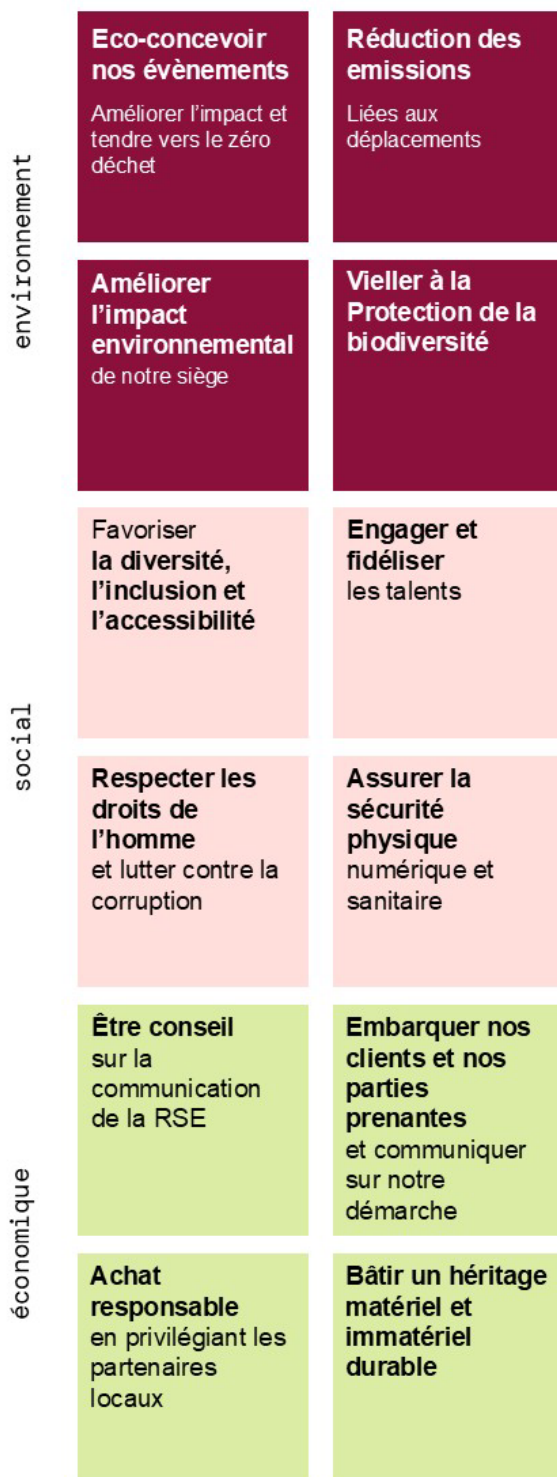 environnement
Eco-concevoir
nos évènements
Améliorer l'impact et
tendre vers le zéro
déchet
Réduction des
emissions
Liées aux
déplacements
Améliorer
l'impact
environnemental
de notre siège
Vieller à la
Protection de la
biodiversité
social
Favoriser
la diversité,
l'inclusion et
l'accessibilité
Engager et
fidéliser
les talents
Respecter les
droits de
l'homme
et lutter contre la
corruption
Assurer la
sécurité
physique
numérique et
sanitaire
économique
Être conseil
sur la
communication
de la RSE
Embarquer nos
clients et nos
parties
prenantes
et communiquer
sur notre
démarche
Achat
responsable
en privilégiant les
partenaires
locaux
Bâtir un héritage
matériel et
immatériel
durable